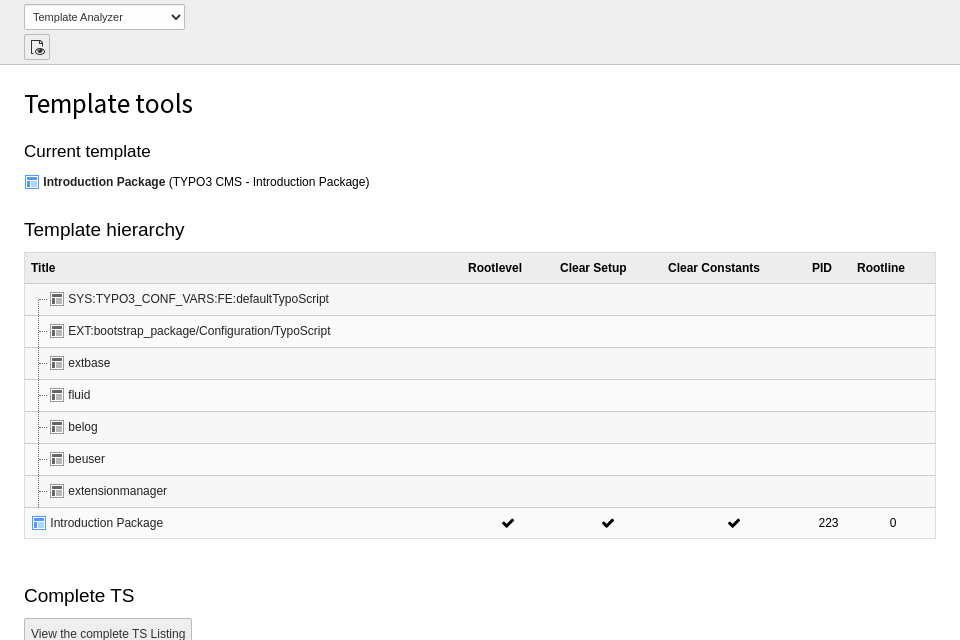 Template Analyzer
Template tools
Current template
Introduction Package (TYPO3 CMS - Introduction Package)
Template hierarchy
Title Rootlevel Clear Setup Clear Constants PID Rootline
SYS:TYPO3_CONF_VARS:FE:defaultTypoScript
EXT:bootstrap_package/Configuration/TypoScript
extbase
fluid
belog
beuser
extensionmanager
Introduction Package 223 0
Complete TS
View the complete TS Listing